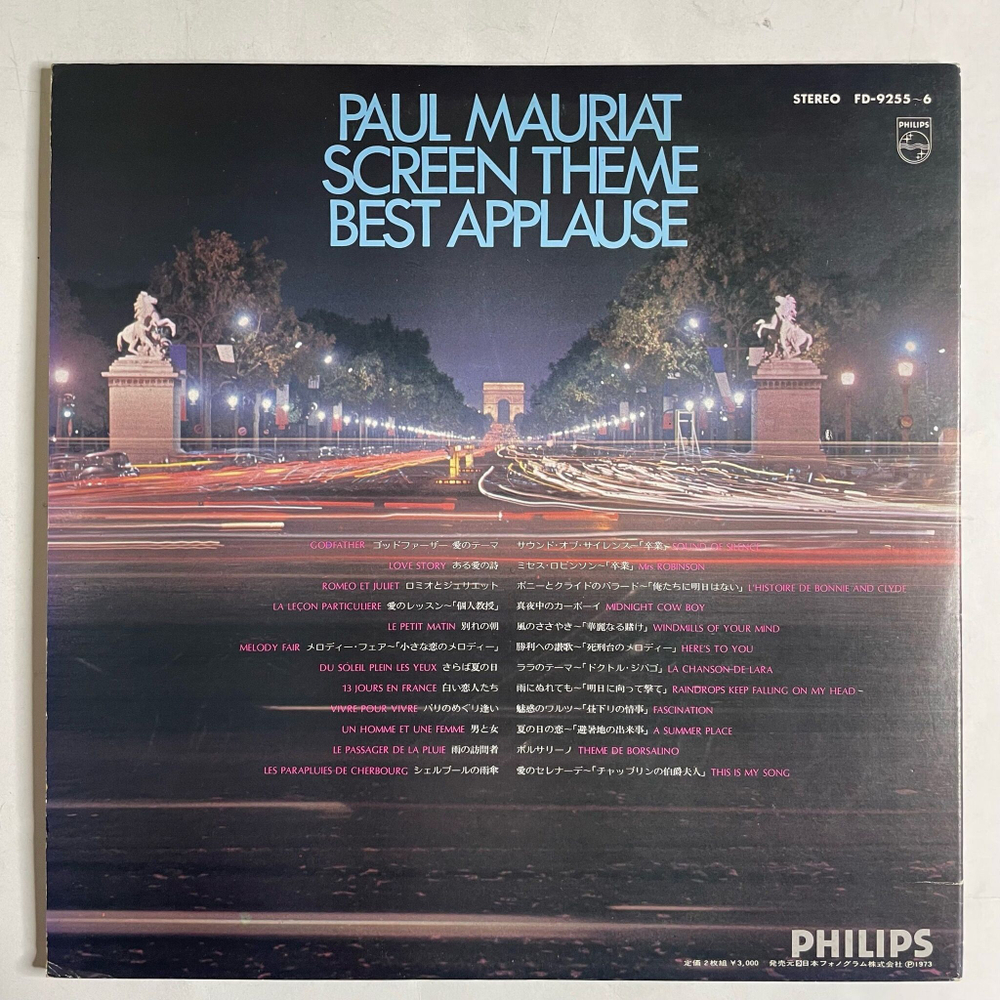 PAUL MAURIAT
SCREEN THEME
BEST APPLAUSE
STEREO FD-9255~6
PHILIPS
GODFATHER ゴッドファーザー 愛のテーマ
LOVE STORY ある愛の詩
ROMEO ET JULIET ロミオとジュリエット
LA LEÇON PARTICULIERE 愛のレッスン~「個人教授」
LE PETIT MATIN 別れの朝
MELODY FAIR メロディー・フェア~「小さな恋のメロディー」
DU SOLEIL PLEIN LES YEUX さらば夏の日
13 JOURS EN FRANCE 白い恋人たち
VIVRE POUR VIVRE パリのめぐり逢い
UN HOMME ET UNE FEMME 男と女
LE PASSAGER DE LA PLUIE 雨の訪問者
LES PARAPLUIES DE CHERBOURG シェルブールの雨傘
サウンド・オブ・サイレンス~「卒業」 SOUND OF SILENCE
ミセス・ロビンソン~「卒業」 Mrs ROBINSON
ボニーとクライドのバラード~「俺たちに明日はない」 L'HISTOIRE DE BONNIE AND CLYDE
真夜中のカーボーイ MIDNIGHT COW BOY
風のささやき~「華麗なる賭け」 WINDMILLS OF YOUR MIND
勝利への讃歌~「死刑台のメロディー」 HERE'S TO YOU
ララのテーマ~「ドクトル・ジバゴ」 LA CHANSON DE LARA
雨にぬれても~「明日に向って撃て」 RAINDROPS KEEP FALLING ON MY HEAD~
魅惑のワルツ~「昼下りの情事」 FASCINATION
夏の日の恋~「避暑地の出来事」 A SUMMER PLACE
ボルサリーノ THEME DE BORSALINO
愛のセレナーデ~「チャップリンの伯爵夫人」 THIS IS MY SONG
PHILIPS
定価2枚組 ¥3,000 発売元 日本フォノグラム株式会社 Ⓟ1973